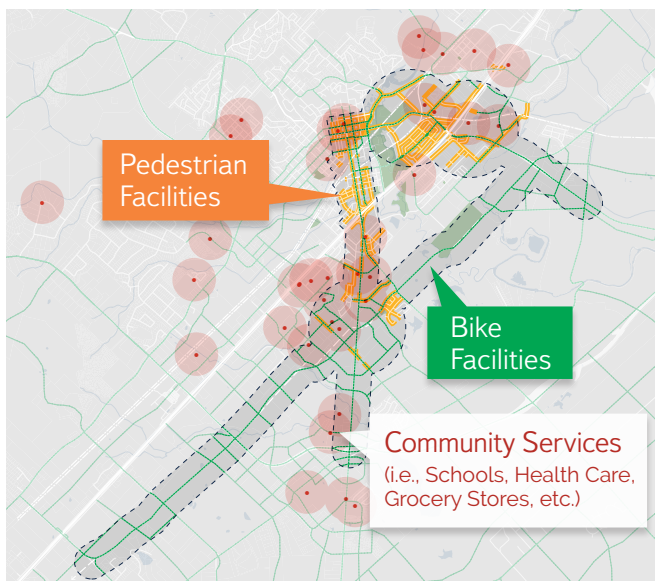 Pedestrian
Facilities
Bike
Facilities
Community Services
(i.e., Schools, Health Care,
Grocery Stores, etc.)